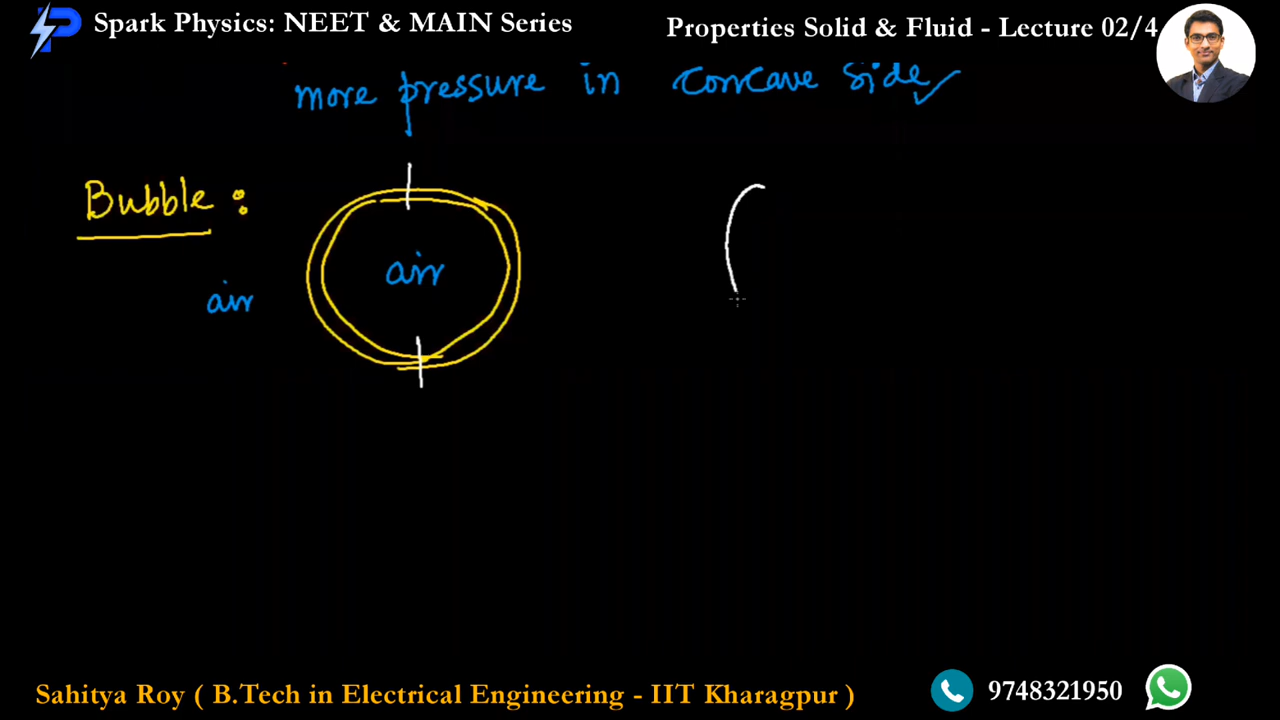 Spark Physics: NEET & MAIN Series
Properties Solid & Fluid - Lecture 02/4
more pressure in concave side
Bubble :
air
air
Sahitya Roy ( B.Tech in Electrical Engineering - IIT Kharagpur )
9748321950